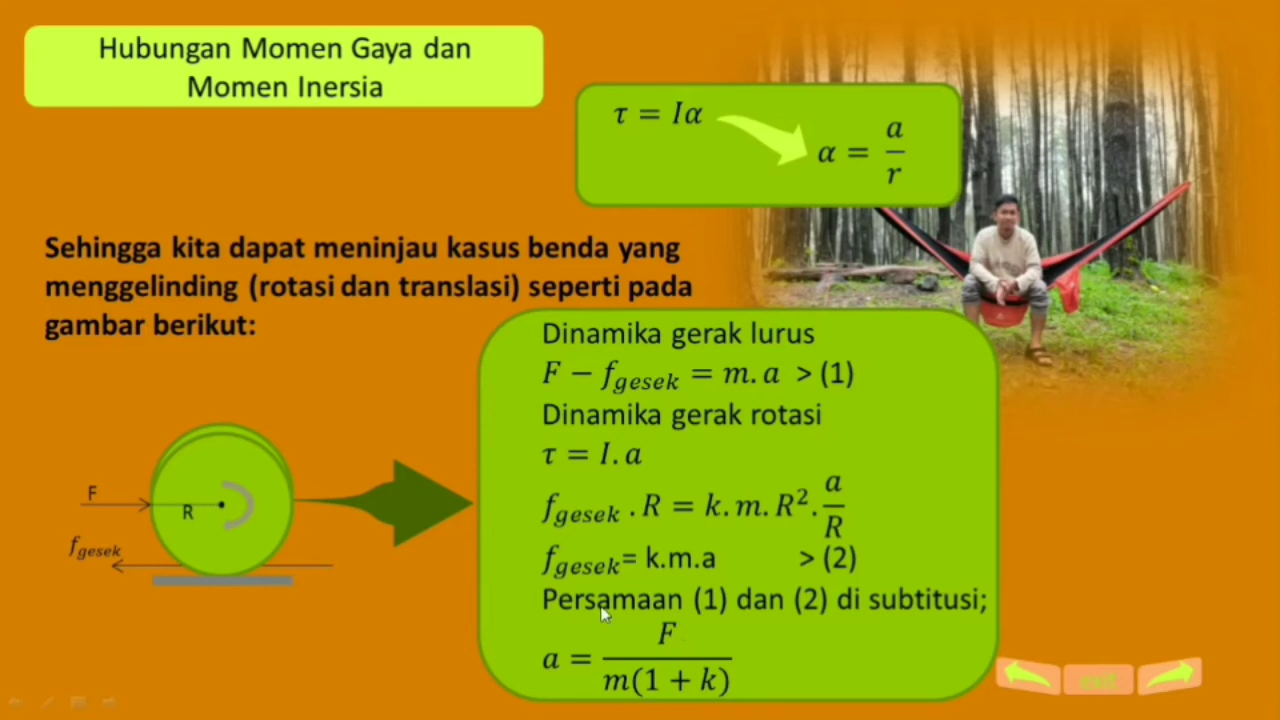 Hubungan Momen Gaya dan
Momen Inersia
τ = Iα
α = a/r
Sehingga kita dapat meninjau kasus benda yang
menggelinding (rotasi dan translasi) seperti pada
gambar berikut:
F
R
f_gesek
Dinamika gerak lurus
F − f_gesek = m. a > (1)
Dinamika gerak rotasi
τ = I. a
f_gesek . R = k. m. R². a/R
f_gesek= k.m.a > (2)
Persamaan (1) dan (2) di subtitusi;
a = F/m(1 + k)
exit